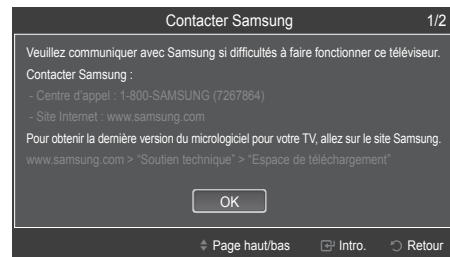 Contacter Samsung 1/2
Veuillez communiquer avec Samsung si difficultés à faire fonctionner ce téléviseur.
Contacter Samsung :
- Centre d'appel : 1-800-SAMSUNG (7267864)
- Site Internet : www.samsung.com
Pour obtenir la dernière version du micrologiciel pour votre TV, allez sur le site Samsung.
www.samsung.com > "Soutien technique" > "Espace de téléchargement"
OK
Page haut/bas Intro. Retour